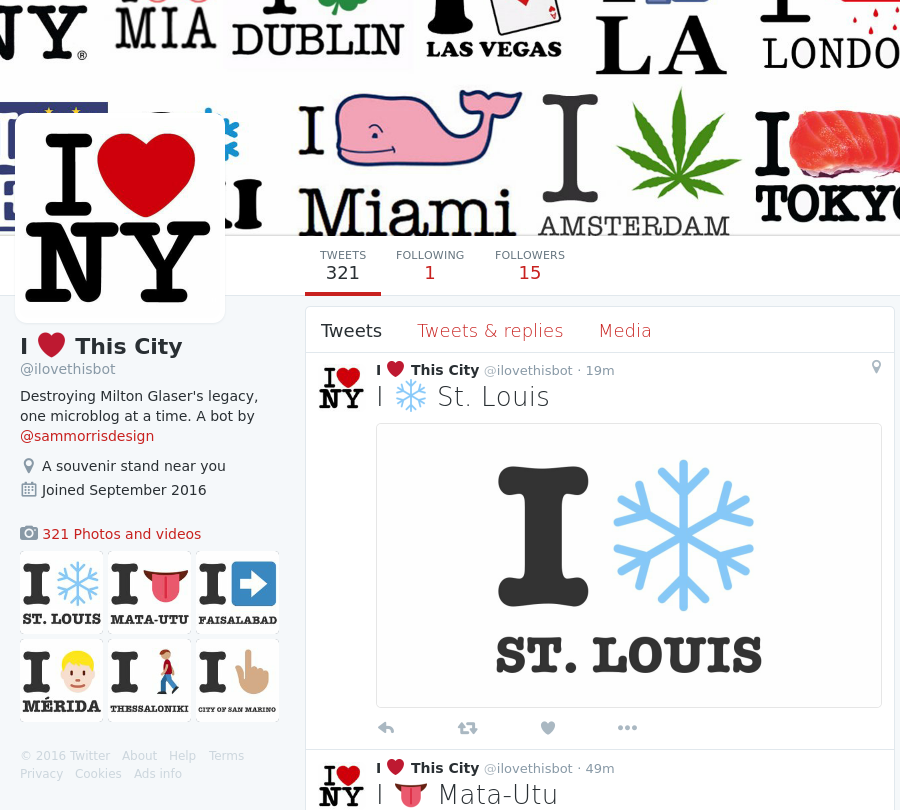 NY®
MIA
DUBLIN
LAS VEGAS
LA
LONDO
I
I
I
Miami
AMSTERDAM
TOKYO
I
NY
TWEETS
321
FOLLOWING
1
FOLLOWERS
15
I ❤ This City
@ilovethisbot
Destroying Milton Glaser's legacy,
one microblog at a time. A bot by
@sammorrisdesign
A souvenir stand near you
Joined September 2016
321 Photos and videos
I
ST. LOUIS
I
MATA-UTU
I
FAISALABAD
I
MÉRIDA
I
THESSALONIKI
I
CITY OF SAN MARINO
© 2016 Twitter About Help Terms
Privacy Cookies Ads info
Tweets Tweets & replies Media
I
NY
I ❤ This City @ilovethisbot · 19m
I ❄ St. Louis
I
ST. LOUIS
I
NY
I ❤ This City @ilovethisbot · 49m
I 👅 Mata-Utu